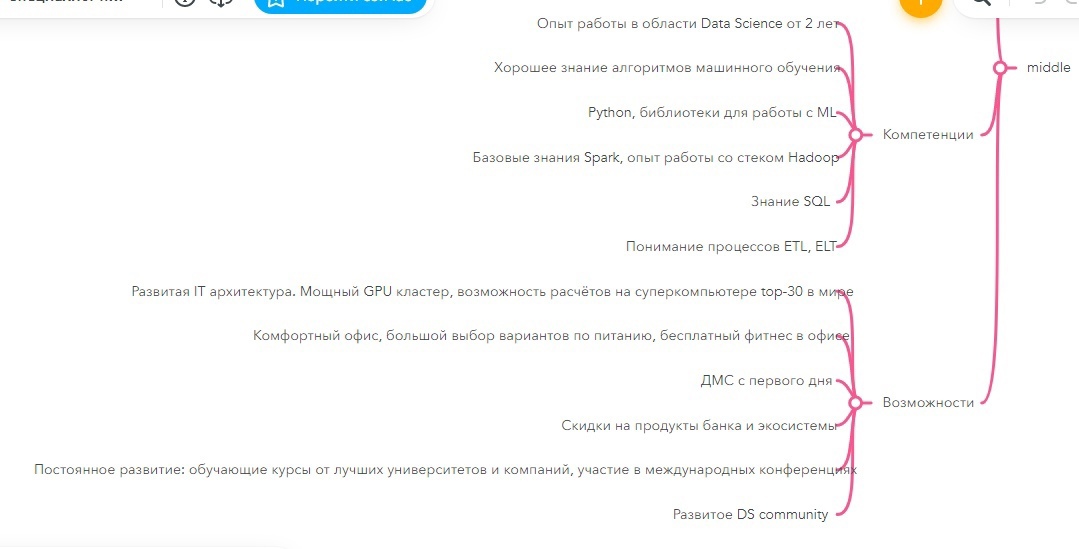 Опыт работы в области Data Science от 2 лет
Хорошее знание алгоритмов машинного обучения
middle
Python, библиотеки для работы с ML
Компетенции
Базовые знания Spark, опыт работы со стеком Hadoop
Знание SQL
Понимание процессов ETL, ELT
Развитая IT архитектура. Мощный GPU кластер, возможность расчётов на суперкомпьютере top-30 в мире
Комфортный офис, большой выбор вариантов по питанию, бесплатный фитнес в офисе
ДМС с первого дня
Возможности
Скидки на продукты банка и экосистемы
Постоянное развитие: обучающие курсы от лучших университетов и компаний, участие в международных конференциях
Развитое DS community